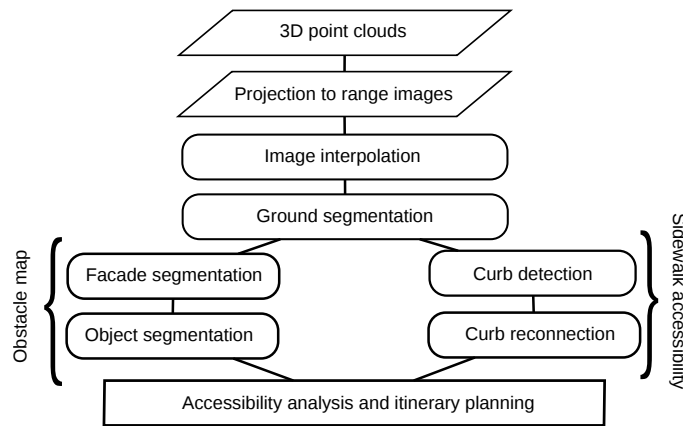 3D point clouds
Projection to range images
Image interpolation
Ground segmentation
Obstacle map
Facade segmentation
Object segmentation
Curb detection
Curb reconnection
Sidewalk accessibility
Accessibility analysis and itinerary planning